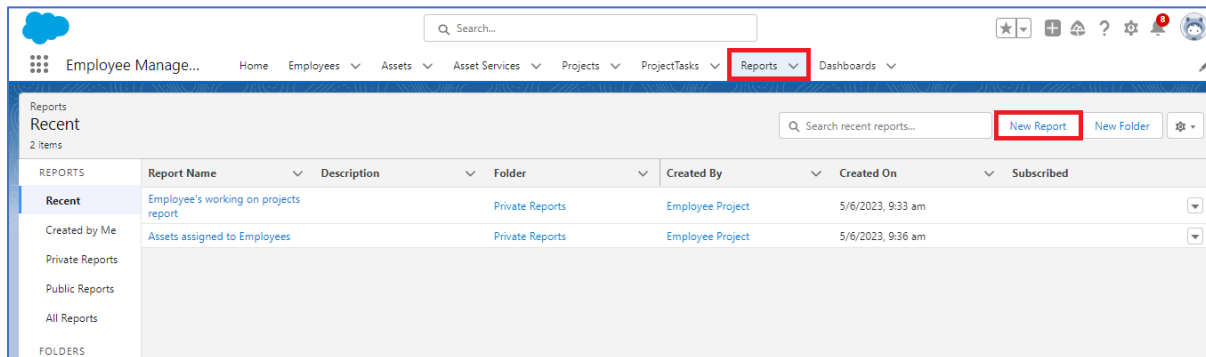 Search...
8
Employee Manage... Home Employees Assets Asset Services Projects ProjectTasks Reports Dashboards
Reports
Recent
2 items
Search recent reports...
New Report
New Folder
REPORTS
Report Name Description Folder Created By Created On Subscribed
Recent
Employee's working on projects
report
Private Reports
Employee Project
5/6/2023, 9:33 am
Created by Me
Assets assigned to Employees
Private Reports
Employee Project
5/6/2023, 9:36 am
Private Reports
Public Reports
All Reports
FOLDERS